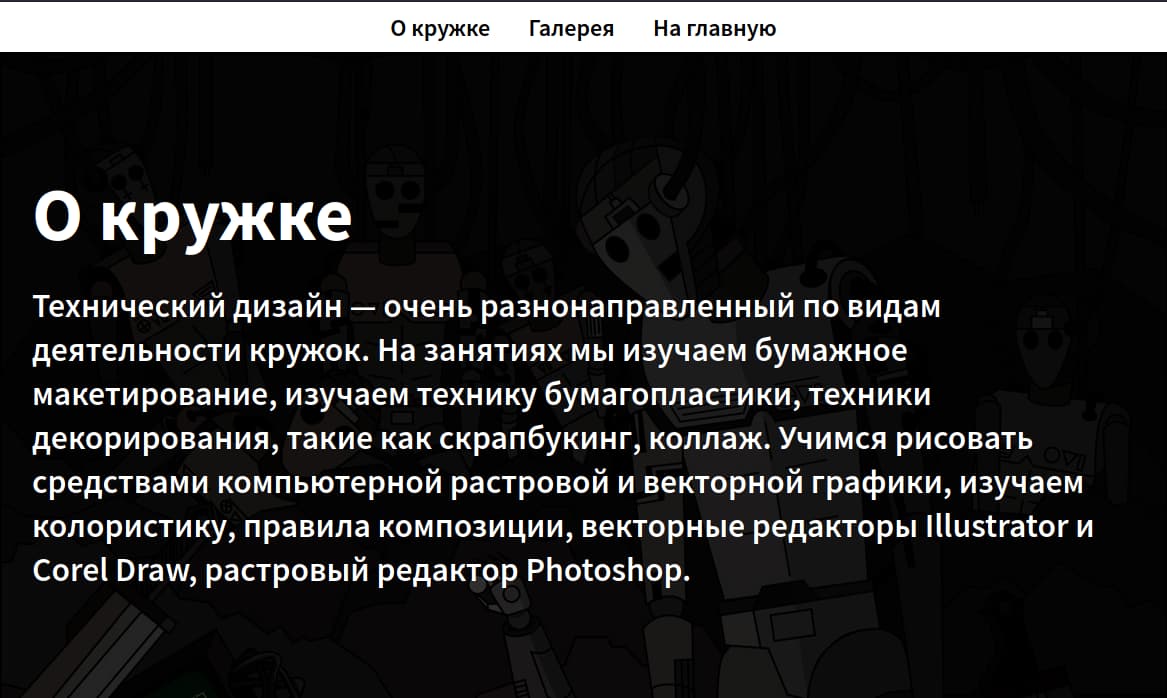 О кружке Галерея На главную
О кружке
Технический дизайн — очень разнонаправленный по видам
деятельности кружок. На занятиях мы изучаем бумажное
макетирование, изучаем технику бумагопластики, техники
декорирования, такие как скрапбукинг, коллаж. Учимся рисовать
средствами компьютерной растровой и векторной графики, изучаем
колористику, правила композиции, векторные редакторы Illustrator и
Corel Draw, растровый редактор Photoshop.